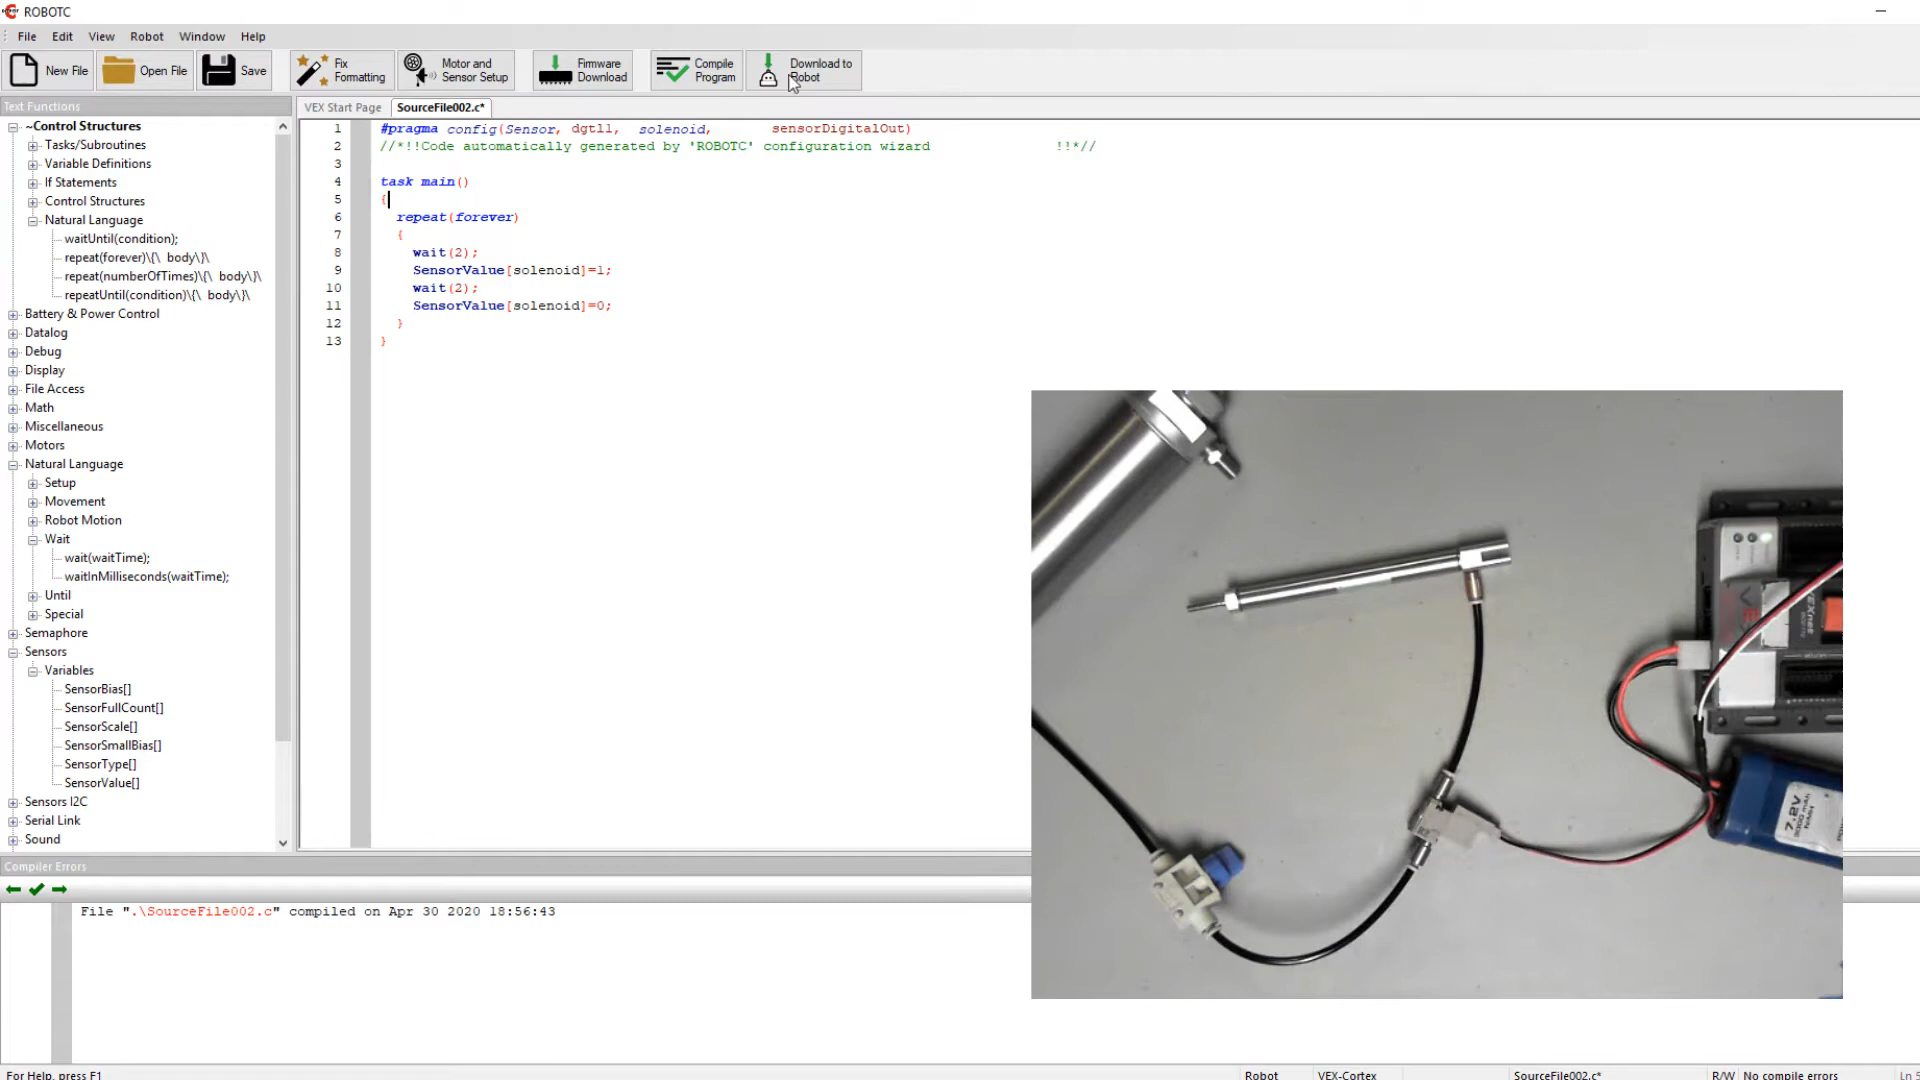 ROBOTC
File Edit View Robot Window Help
New File Open File Save Fix Formatting Motor and Sensor Setup Firmware Download Compile Program Download to Robot
Text Functions
VEX Start Page SourceFile002.c*
~Control Structures
Tasks/Subroutines
Variable Definitions
If Statements
Control Structures
Natural Language
waitUntil(condition);
repeat(forever)\{\ body\}\
repeat(numberOfTimes)\{\ body\}\
repeatUntil(condition)\{\ body\}\
Battery & Power Control
Datalog
Debug
Display
File Access
Math
Miscellaneous
Motors
Natural Language
Setup
Movement
Robot Motion
Wait
wait(waitTime);
waitInMilliseconds(waitTime);
Until
Special
Semaphore
Sensors
Variables
SensorBias[]
SensorFullCount[]
SensorScale[]
SensorSmallBias[]
SensorType[]
SensorValue[]
Sensors I2C
Serial Link
Sound
1 #pragma config(Sensor, dgtl1, solenoid, sensorDigitalOut)
2 //*!!Code automatically generated by 'ROBOTC' configuration wizard !!*//
3
4 task main()
5 {
6 repeat(forever)
7 {
8 wait(2);
9 SensorValue[solenoid]=1;
10 wait(2);
11 SensorValue[solenoid]=0;
12 }
13 }
VEXnet
7.2V
3000 mAh
NiMH
Compiler Errors
File ".\SourceFile002.c" compiled on Apr 30 2020 18:56:43
For Help, press F1 Robot VEX-Cortex SourceFile002.c* R/W No compile errors Ln 5